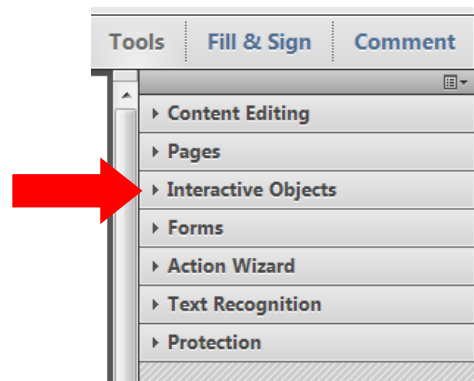 Tools Fill & Sign Comment
Content Editing
Pages
Interactive Objects
Forms
Action Wizard
Text Recognition
Protection